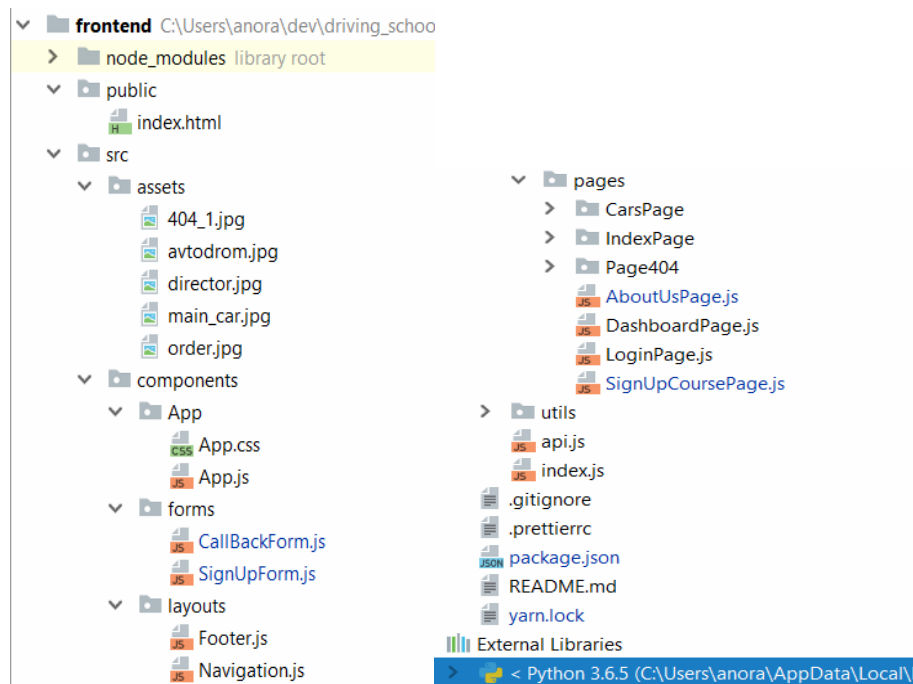 frontend C:\Users\anora\dev\driving_schoo
node_modules library root
public
index.html
src
assets
404_1.jpg
avtodrom.jpg
director.jpg
main_car.jpg
order.jpg
components
App
App.css
App.js
forms
CallBackForm.js
SignUpForm.js
layouts
Footer.js
Navigation.js
pages
CarsPage
IndexPage
Page404
AboutUsPage.js
DashboardPage.js
LoginPage.js
SignUpCoursePage.js
utils
api.js
index.js
.gitignore
.prettierrc
package.json
README.md
yarn.lock
External Libraries
< Python 3.6.5 (C:\Users\anora\AppData\Local\